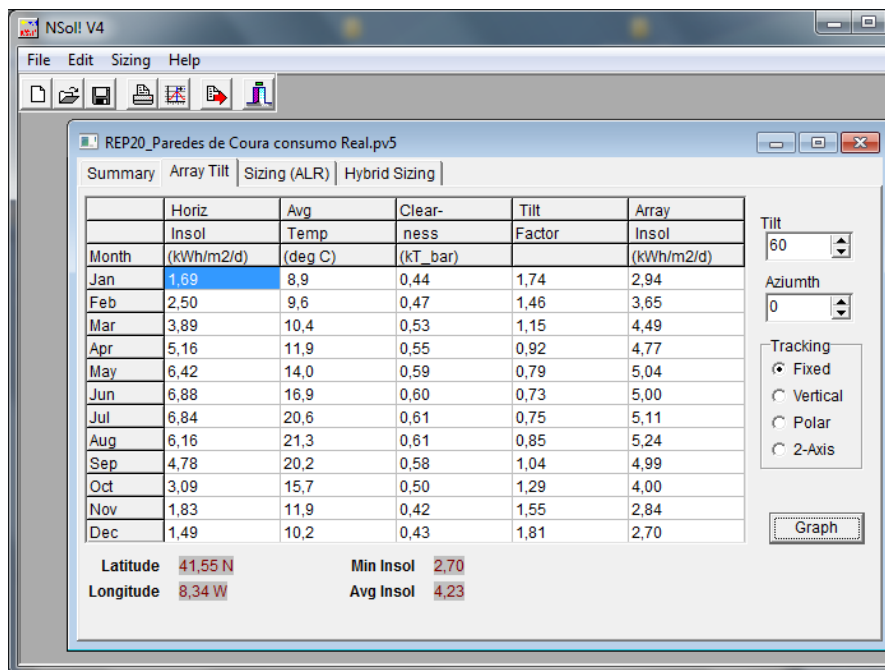 NSol! V4
File Edit Sizing Help
REP20_Paredes de Coura consumo Real.pv5
Summary Array Tilt Sizing (ALR) Hybrid Sizing
Horiz Avg Clear- Tilt Array
Insol Temp ness Factor Insol
Month (kWh/m2/d) (deg C) (kT_bar) (kWh/m2/d)
Jan 1,69 8,9 0,44 1,74 2,94
Feb 2,50 9,6 0,47 1,46 3,65
Mar 3,89 10,4 0,53 1,15 4,49
Apr 5,16 11,9 0,55 0,92 4,77
May 6,42 14,0 0,59 0,79 5,04
Jun 6,88 16,9 0,60 0,73 5,00
Jul 6,84 20,6 0,61 0,75 5,11
Aug 6,16 21,3 0,61 0,85 5,24
Sep 4,78 20,2 0,58 1,04 4,99
Oct 3,09 15,7 0,50 1,29 4,00
Nov 1,83 11,9 0,42 1,55 2,84
Dec 1,49 10,2 0,43 1,81 2,70
Tilt
60
Aziumth
0
Tracking
Fixed
Vertical
Polar
2-Axis
Graph
Latitude 41,55 N Min Insol 2,70
Longitude 8,34 W Avg Insol 4,23